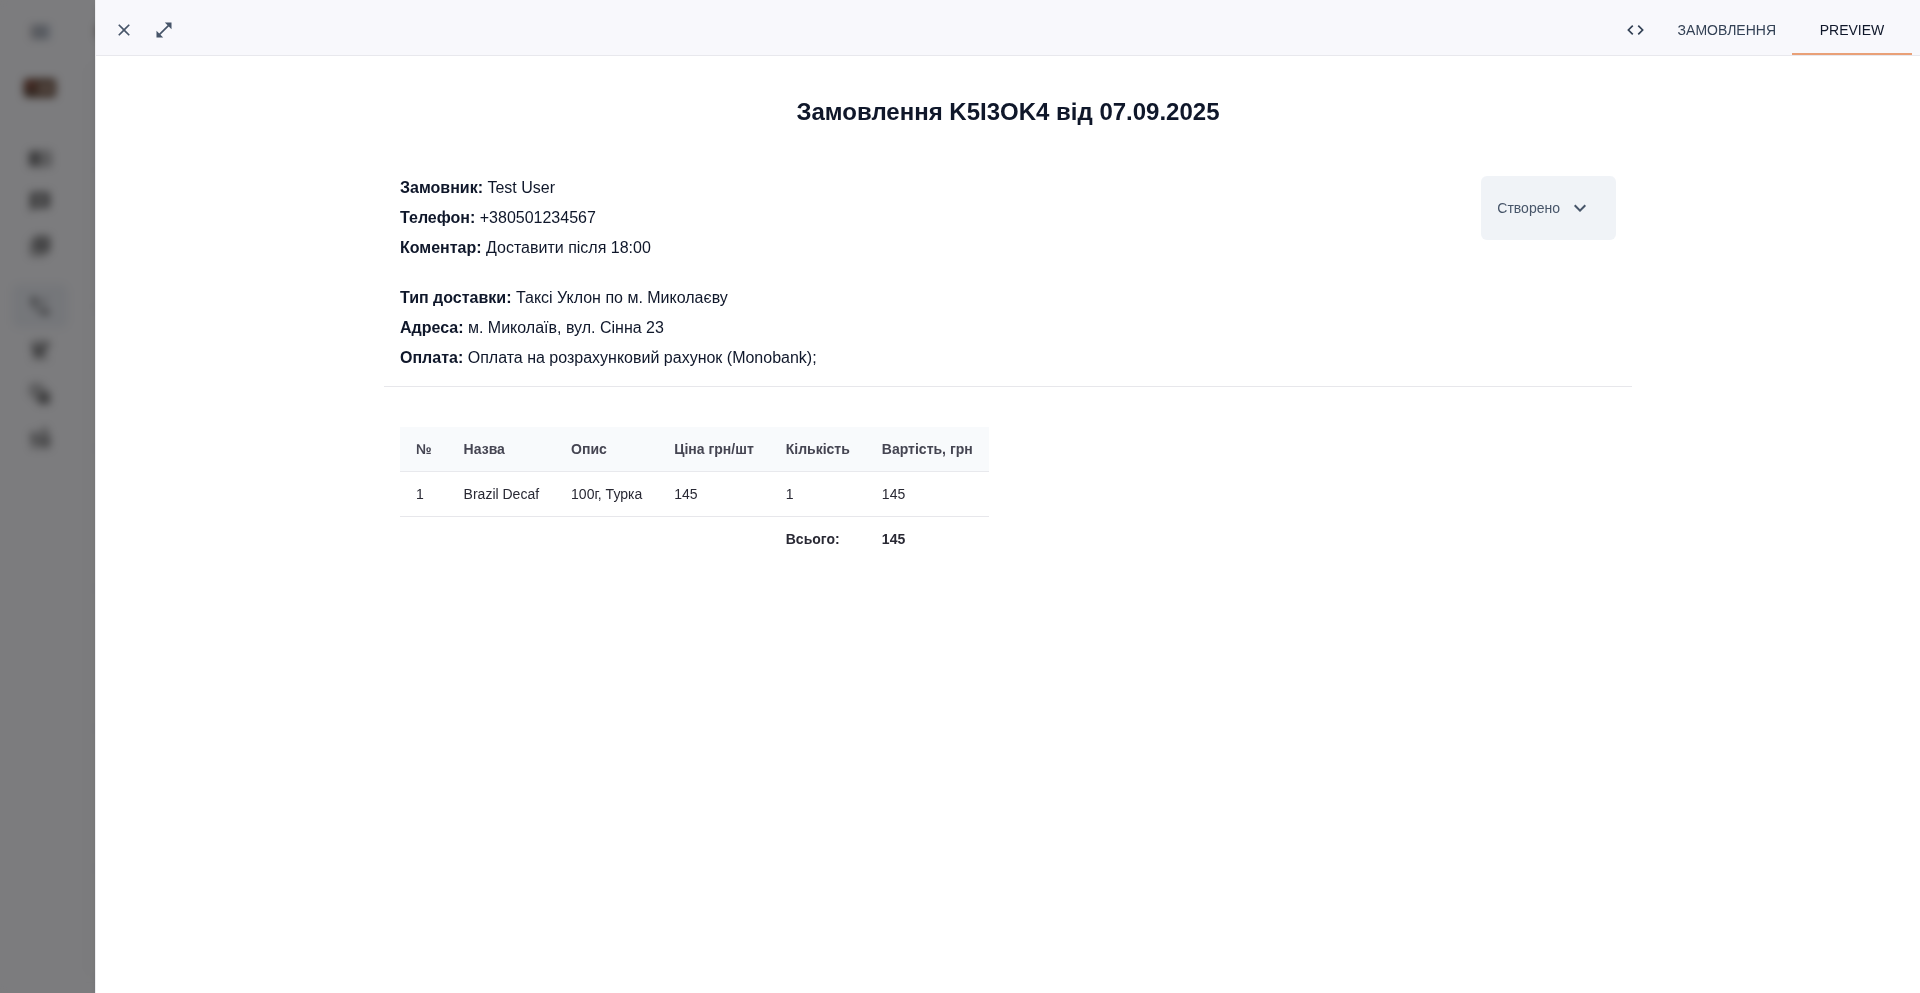 ЗАМОВЛЕННЯ PREVIEW
Замовлення K5I3OK4 від 07.09.2025
Замовник: Test User
Телефон: +380501234567
Коментар: Доставити після 18:00
Створено
Тип доставки: Таксі Уклон по м. Миколаєву
Адреса: м. Миколаїв, вул. Сінна 23
Оплата: Оплата на розрахунковий рахунок (Monobank);
№ Назва Опис Ціна грн/шт Кількість Вартість, грн
1 Brazil Decaf 100г, Турка 145 1 145
Всього: 145